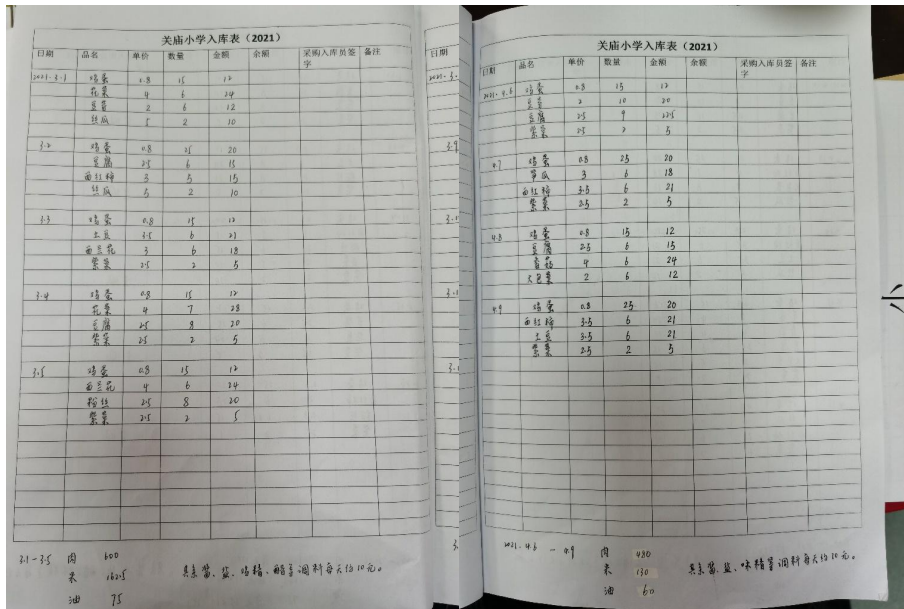 关庙小学入库表（2021）
日期 品名 单价 数量 金额 余额 采购入库员签字 备注
2021-3-1 鸡蛋 0.8 15 12
花菜 4 6 24
豆芽 2 6 12
丝瓜 5 2 10
3.2 鸡蛋 0.8 25 20
豆腐 2.5 6 15
西红柿 3 5 15
丝瓜 5 2 10
3.3 鸡蛋 0.8 15 12
土豆 3.5 6 21
西兰花 3 6 18
紫菜 2.5 2 5
3.4 鸡蛋 0.8 15 12
花菜 4 7 28
豆腐 2.5 8 20
紫菜 2.5 2 5
3.5 鸡蛋 0.8 15 12
西兰花 4 6 24
粉丝 2.5 8 20
紫菜 2.5 2 5
3.1-3.5 肉 600
米 162.5 其余酱、盐、鸡精、醋等调料每天约10元。
油 75
日期
3.9
关庙小学入库表（2021）
日期 品名 单价 数量 金额 余额 采购入库员签字 备注
2021-4.6 鸡蛋 0.8 15 12
豆芽 2 10 20
豆腐 2.5 9 22.5
紫菜 2.5 2 5
4.7 鸡蛋 0.8 25 20
笋瓜 3 6 18
西红柿 3.5 6 21
紫菜 2.5 2 5
4.8 鸡蛋 0.8 15 12
豆腐 2.5 6 15
香菇 4 6 24
大包菜 2 6 12
4.9 鸡蛋 0.8 25 20
西红柿 3.5 6 21
土豆 3.5 6 21
紫菜 2.5 2 5
2021-4.6-4.9 肉 480
米 130 其余酱、盐、味精等调料每天约10元。
油 60